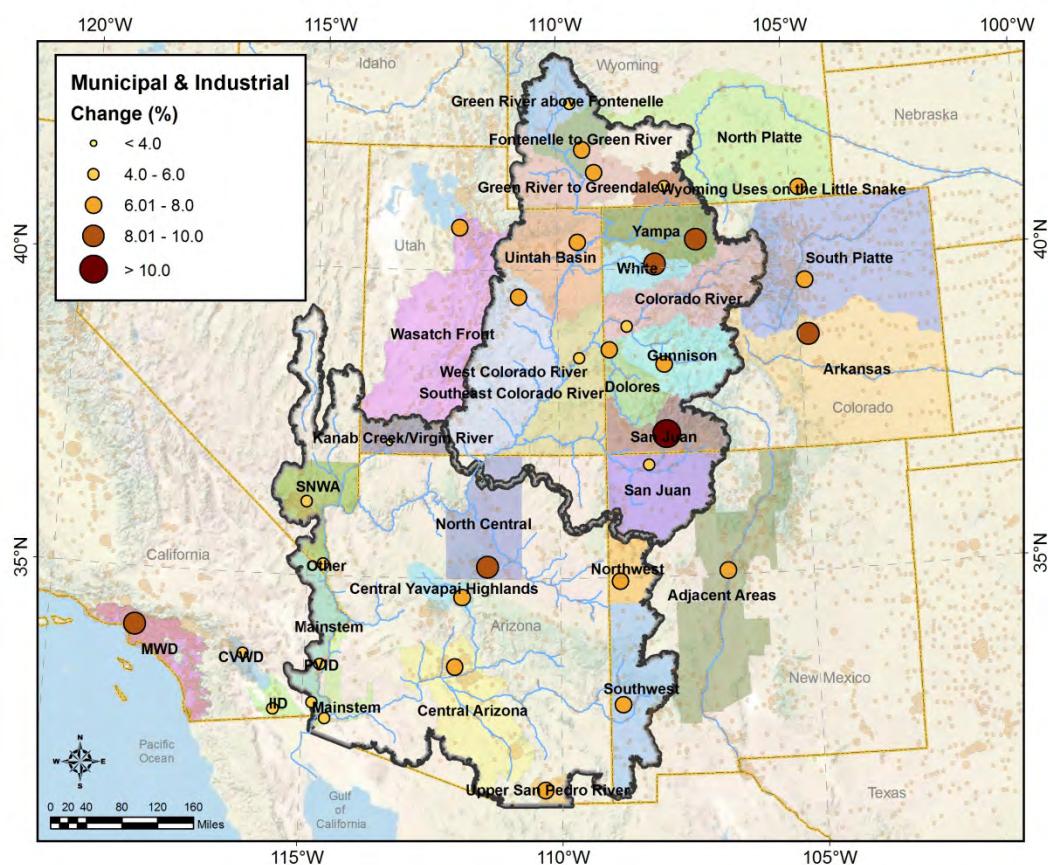 120°W
115°W
110°W
105°W
100°W
Municipal & Industrial
Change (%)
< 4.0
4.0 - 6.0
6.01 - 8.0
8.01 - 10.0
> 10.0
Idaho
Wyoming
Nebraska
Green River above Fontenelle
North Platte
Fontenelle to Green River
Green River to Greendale
Wyoming Uses on the Little Snake
40°N
40°N
Utah
Yampa
Uintah Basin
White
South Platte
Colorado River
Wasatch Front
Gunnison
West Colorado River
Arkansas
Southeast Colorado River
Dolores
Colorado
Kanab Creek/Virgin River
San Juan
SNWA
San Juan
North Central
35°N
35°N
California
Other
Northwest
Central Yavapai Highlands
Adjacent Areas
Mainstem
Arizona
MWD
CVWD
PVID
New Mexico
Southwest
IID
Mainstem
Central Arizona
Pacific
Ocean
N
W
E
S
Upper San Pedro River
Texas
Gulf
of
California
0 20 40 80 120 160
Miles
115°W
110°W
105°W